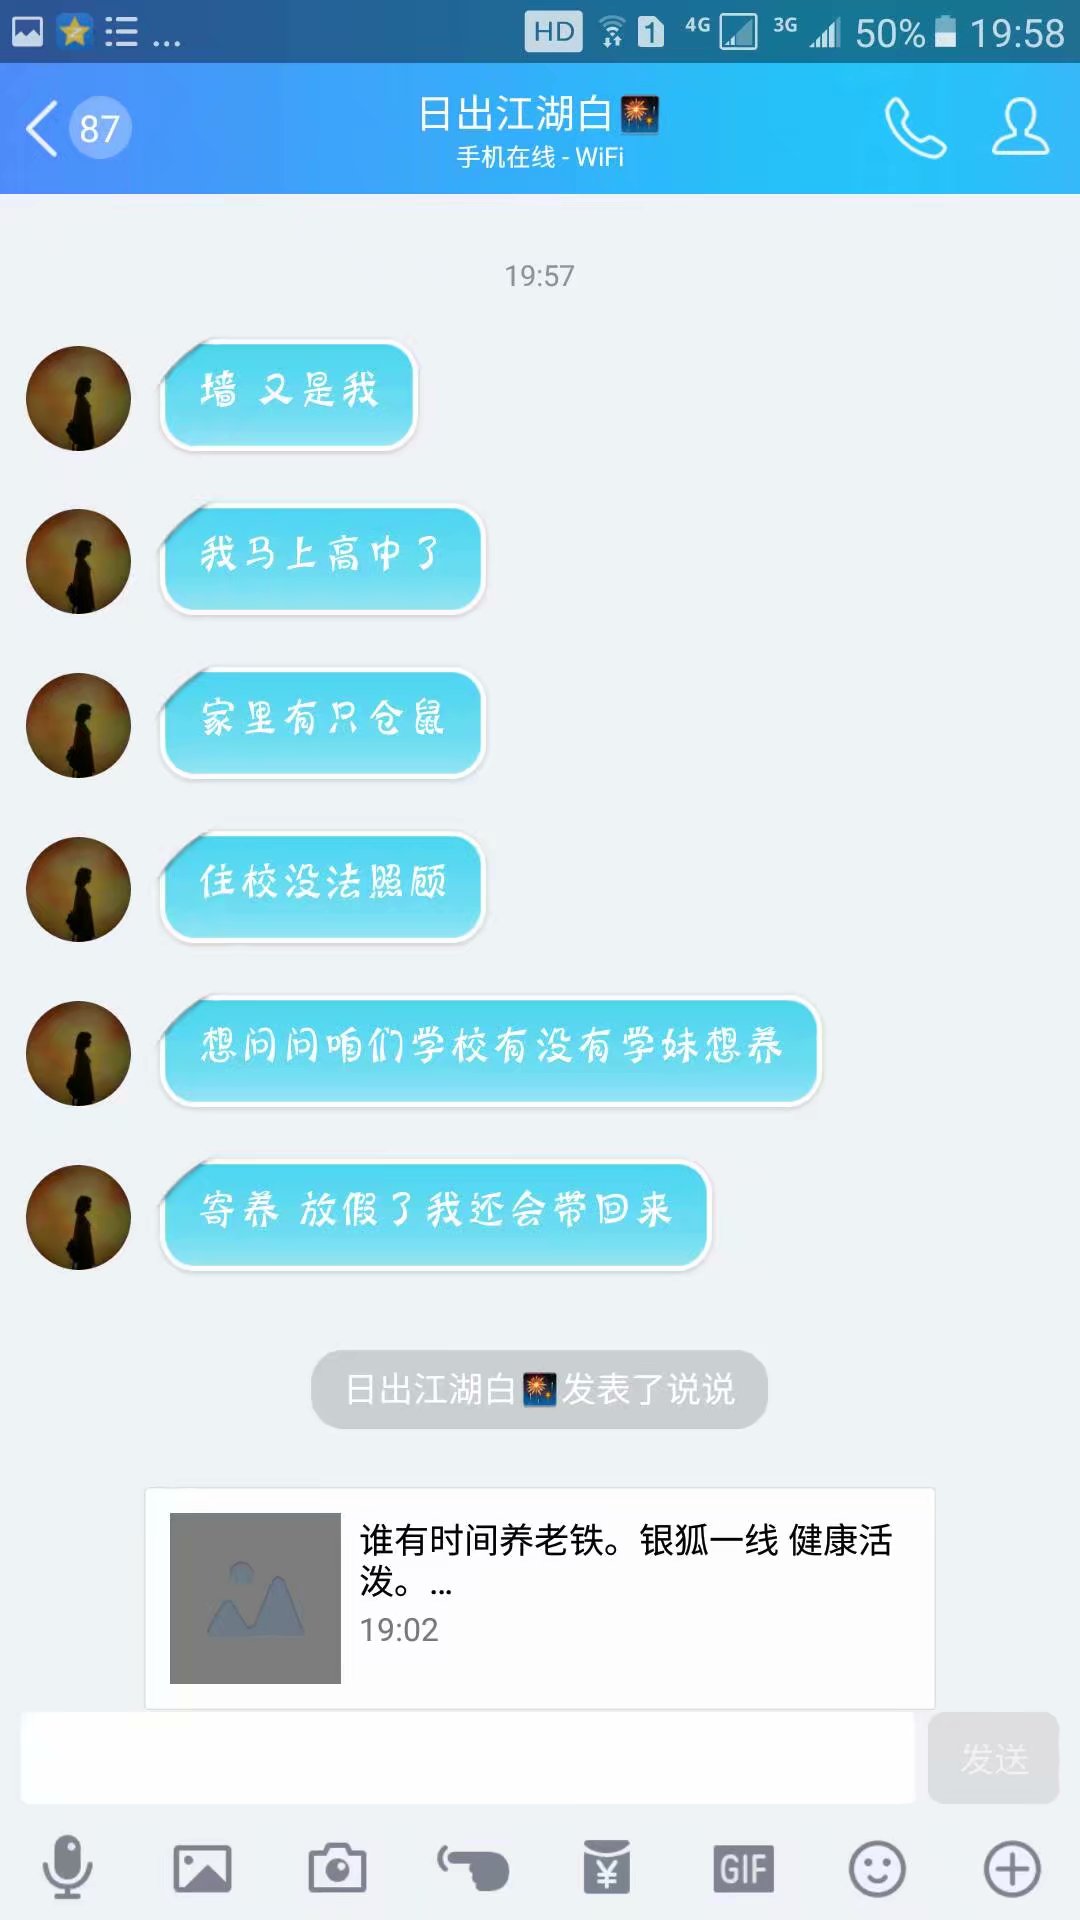 ... HD 1 4G 3G 50% 19:58
87
日出江湖白
手机在线 - WiFi
19:57
墙 又是我
我马上高中了
家里有只仓鼠
住校没法照顾
想问问咱们学校有没有学妹想养
寄养 放假了我还会带回来
日出江湖白🎆发表了说说
谁有时间养老铁。银狐一线 健康活
泼。...
19:02
发送
¥ GIF